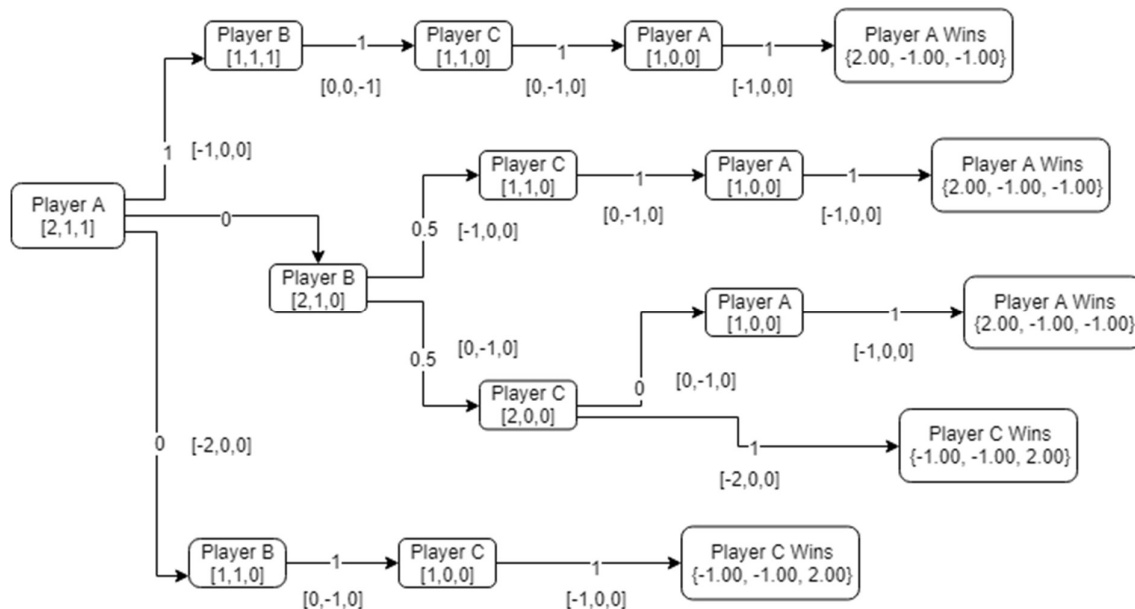 Player B
[1,1,1]
1
[0,0,-1]
Player C
[1,1,0]
1
[0,-1,0]
Player A
[1,0,0]
1
[-1,0,0]
Player A Wins
{2.00, -1.00, -1.00}
1
[-1,0,0]
Player A
[2,1,1]
0
Player B
[2,1,0]
0.5
[-1,0,0]
Player C
[1,1,0]
1
[0,-1,0]
Player A
[1,0,0]
1
[-1,0,0]
Player A Wins
{2.00, -1.00, -1.00}
0.5
[0,-1,0]
Player C
[2,0,0]
0
[0,-1,0]
Player A
[1,0,0]
1
[-1,0,0]
Player A Wins
{2.00, -1.00, -1.00}
1
[-2,0,0]
Player C Wins
{-1.00, -1.00, 2.00}
0
[-2,0,0]
Player B
[1,1,0]
1
[0,-1,0]
Player C
[1,0,0]
1
[-1,0,0]
Player C Wins
{-1.00, -1.00, 2.00}